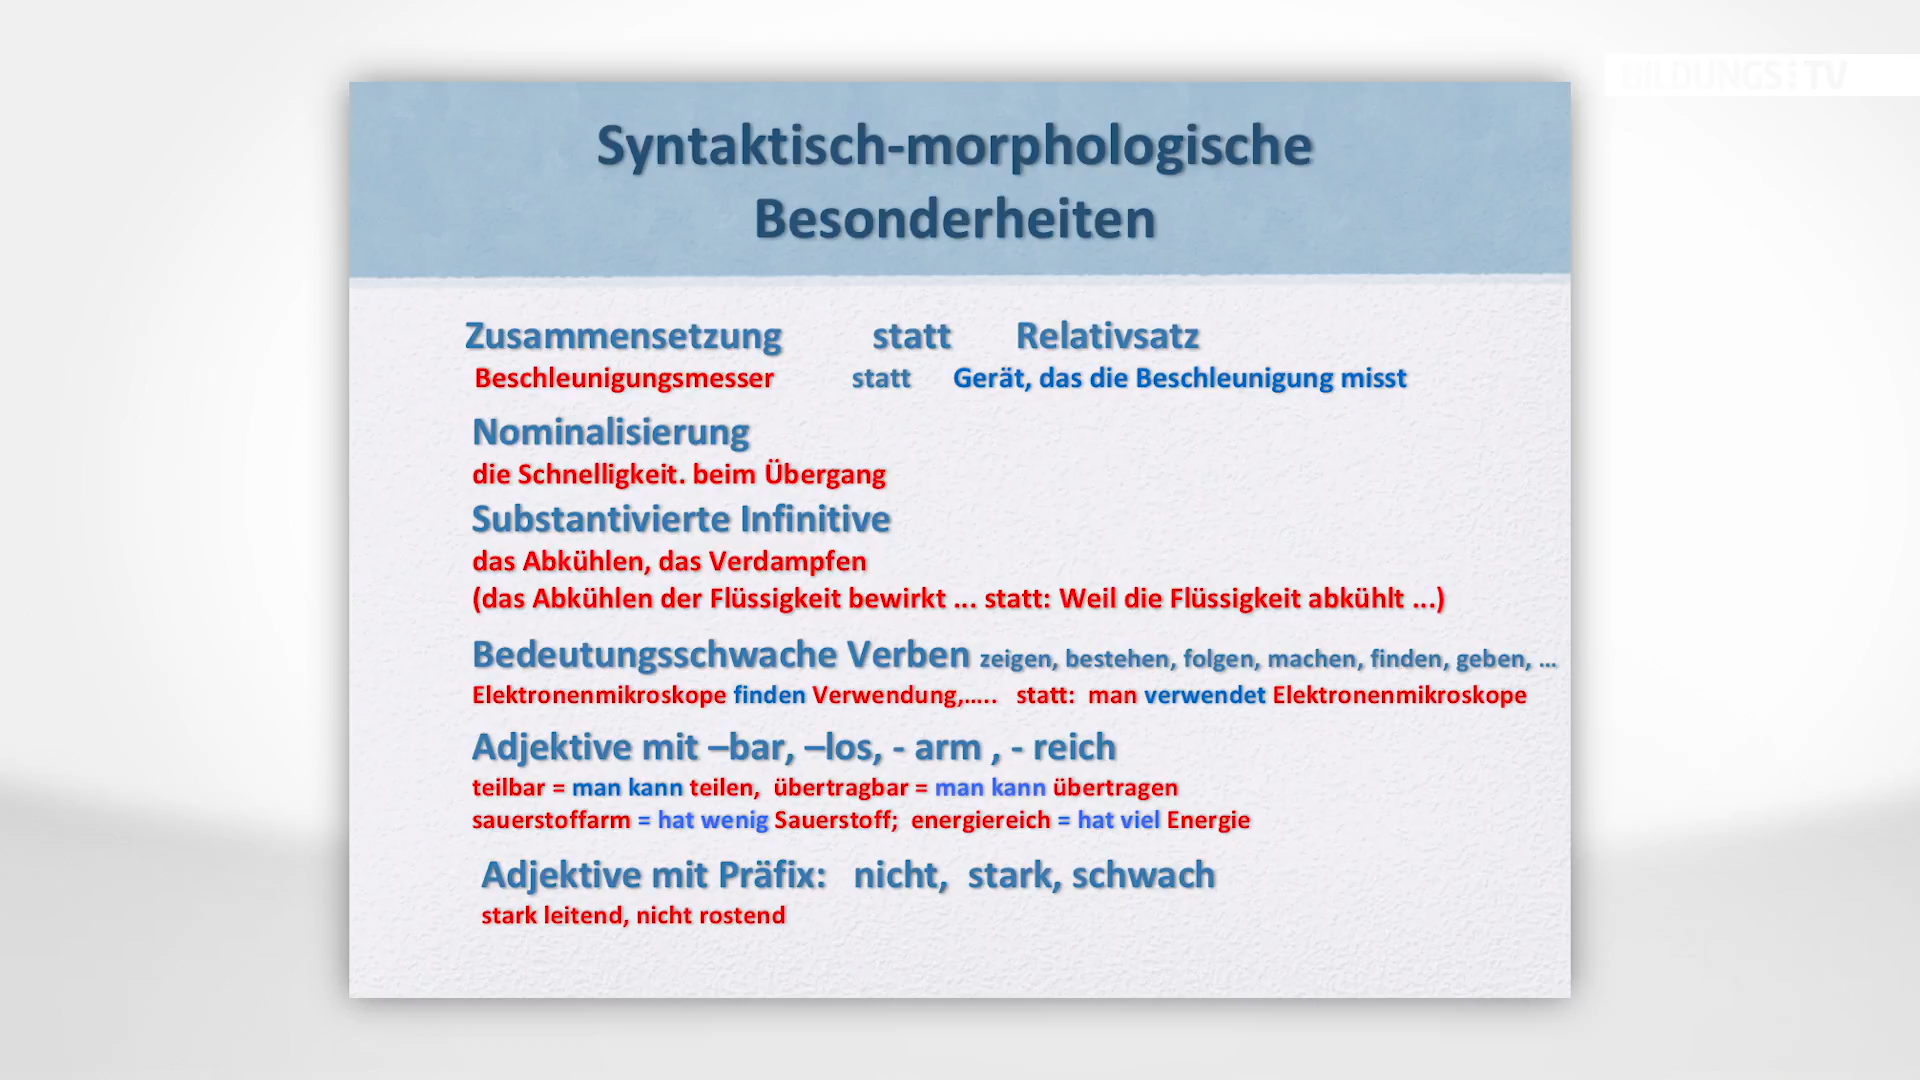 BILDUNGS TV
Syntaktisch-morphologische
Besonderheiten
Zusammensetzung statt Relativsatz
Beschleunigungsmesser statt Gerät, das die Beschleunigung misst
Nominalisierung
die Schnelligkeit. beim Übergang
Substantivierte Infinitive
das Abkühlen, das Verdampfen
(das Abkühlen der Flüssigkeit bewirkt ... statt: Weil die Flüssigkeit abkühlt ...)
Bedeutungsschwache Verben zeigen, bestehen, folgen, machen, finden, geben, ...
Elektronenmikroskope finden Verwendung,..... statt: man verwendet Elektronenmikroskope
Adjektive mit –bar, –los, - arm , - reich
teilbar = man kann teilen, übertragbar = man kann übertragen
sauerstoffarm = hat wenig Sauerstoff; energiereich = hat viel Energie
Adjektive mit Präfix: nicht, stark, schwach
stark leitend, nicht rostend